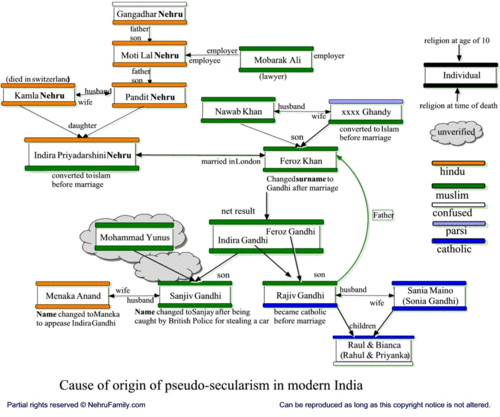 Gangadhar Nehru
father
son
Moti Lal Nehru
employer
employee
Mobarak Ali
employer
(lawyer)
father
son
(died in switzerland)
Kamla Nehru
husband
wife
Pandit Nehru
daughter
Nawab Khan
husband
wife
xxxx Ghandy
converted to Islam
before marriage
son
Indira Priyadarshini Nehru
converted to islam
before marriage
married in London
Feroz Khan
Changed surname to
Gandhi after marriage
net result
Feroz Gandhi
Indira Gandhi
Father
Mohammad Yunus
son
son
Menaka Anand
wife
husband
Sanjiv Gandhi
Name changed to Maneka
to appease Indira Gandhi
Name changed to Sanjay after being
caught by British Police for stealing a car
Rajiv Gandhi
became catholic
before marriage
husband
wife
Sania Maino
(Sonia Gandhi)
children
Raul & Bianca
(Rahul & Priyanka)
religion at age of 10
Individual
religion at time of death
unverified
hindu
muslim
confused
parsi
catholic
Cause of origin of pseudo-secularism in modern India
Partial rights reserved © NehruFamily.com
Can be reproduced as long as this copyright notice is not altered.